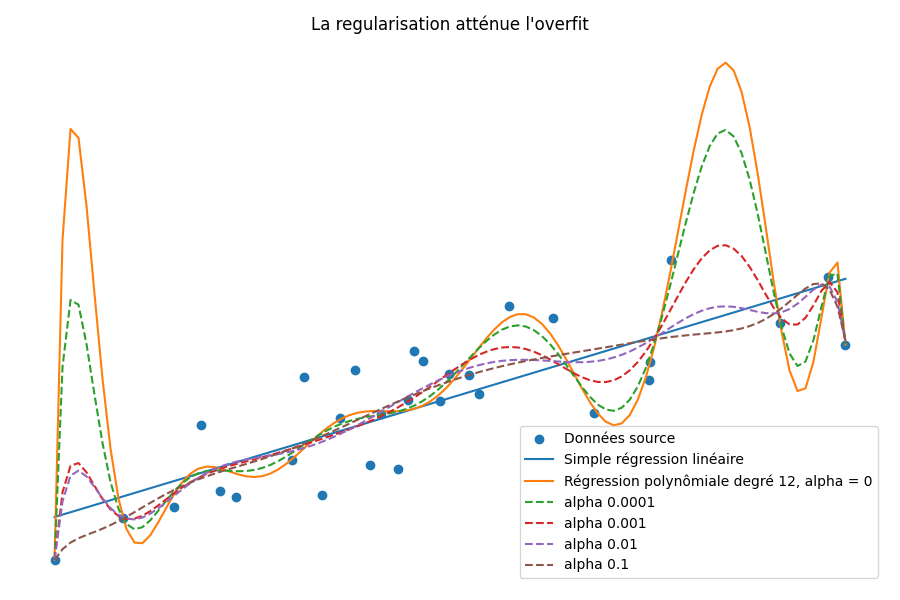 La regularisation atténue l'overfit
Données source
Simple régression linéaire
Régression polynômiale degré 12, alpha = 0
alpha 0.0001
alpha 0.001
alpha 0.01
alpha 0.1